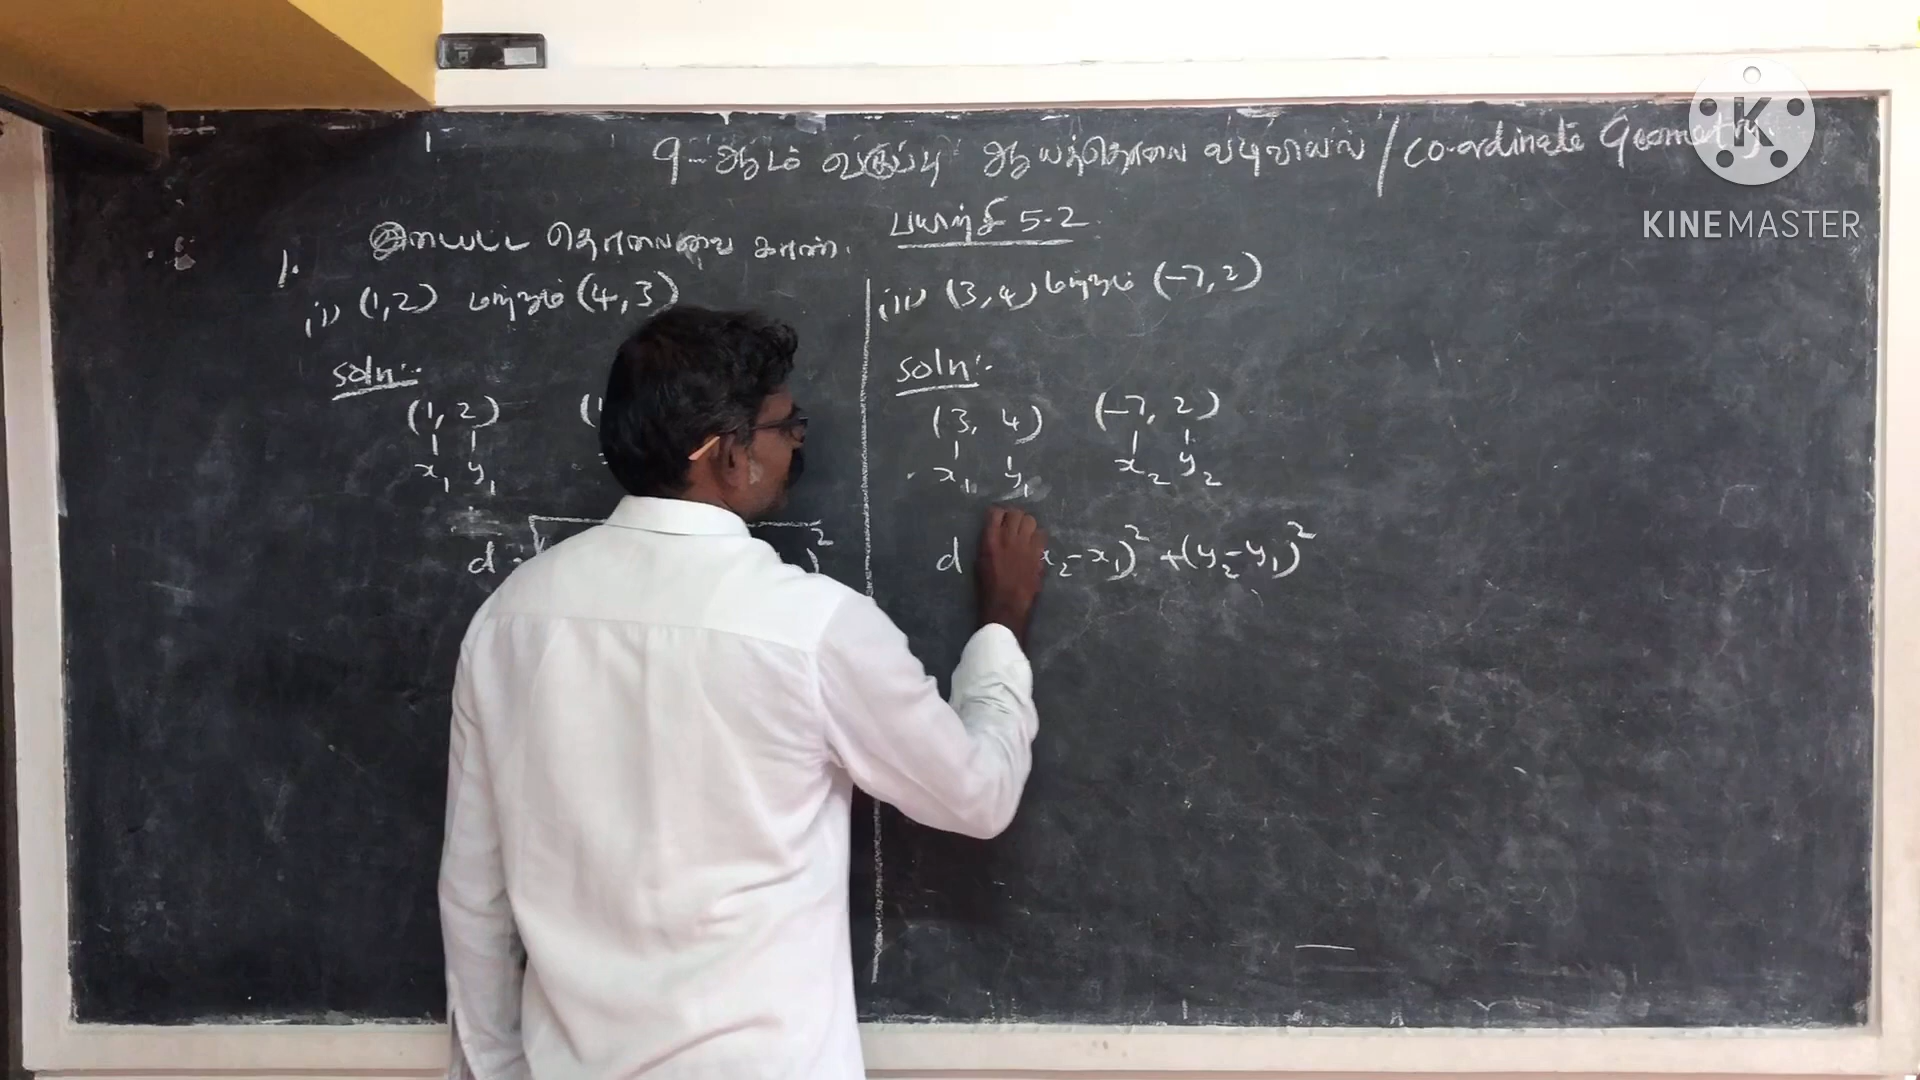 9-ஆம் வகுப்பு ஆயத்தொலை வடிவியல் / Co-ordinate Geometry.
பயிற்சி 5.2
1. இடைப்பட்ட தொலைவை காண்.
(i) (1,2) மற்றும் (4,3)
Soln:-
(1, 2)
x₁ y₁
d =
²
(ii) (3,4) மற்றும் (-7,2)
Soln:-
(3, 4) (-7, 2)
x₁ y₁ x₂ y₂
d x₂-x₁)² +(y₂-y₁)²
K
KINEMASTER